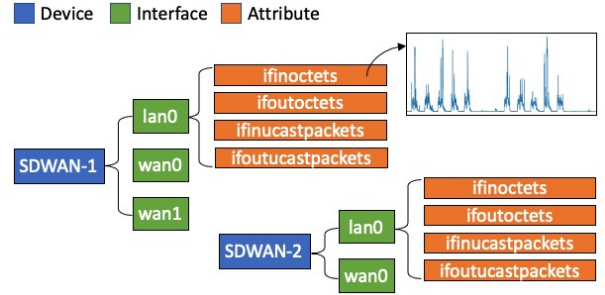 Device Interface Attribute
ifinoctets
ifoutoctets
lan0
ifinucastpackets
ifoutucastpackets
SDWAN-1
wan0
wan1
ifinoctets
ifoutoctets
lan0
ifinucastpackets
SDWAN-2
ifoutucastpackets
wan0